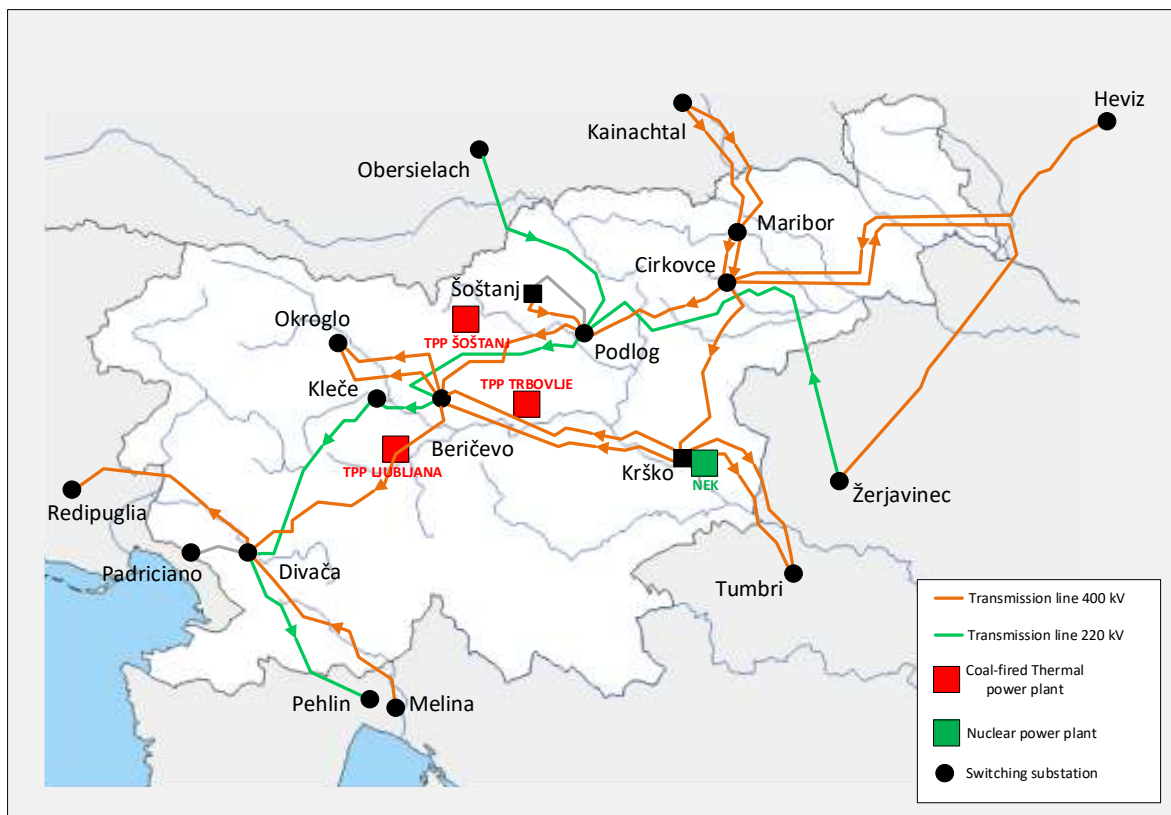 Heviz
Kainachtal
Obersielach
Maribor
Cirkovce
Šoštanj
Okroglo
TPP ŠOŠTANJ
Podlog
Kleče
TPP TRBOVLJE
Beričevo
TPP LJUBLJANA
Krško
NEK
Žerjavinec
Redipuglia
Padriciano
Divača
Tumbri
Pehlin
Melina
Transmission line 400 kV
Transmission line 220 kV
Coal-fired Thermal
power plant
Nuclear power plant
Switching substation